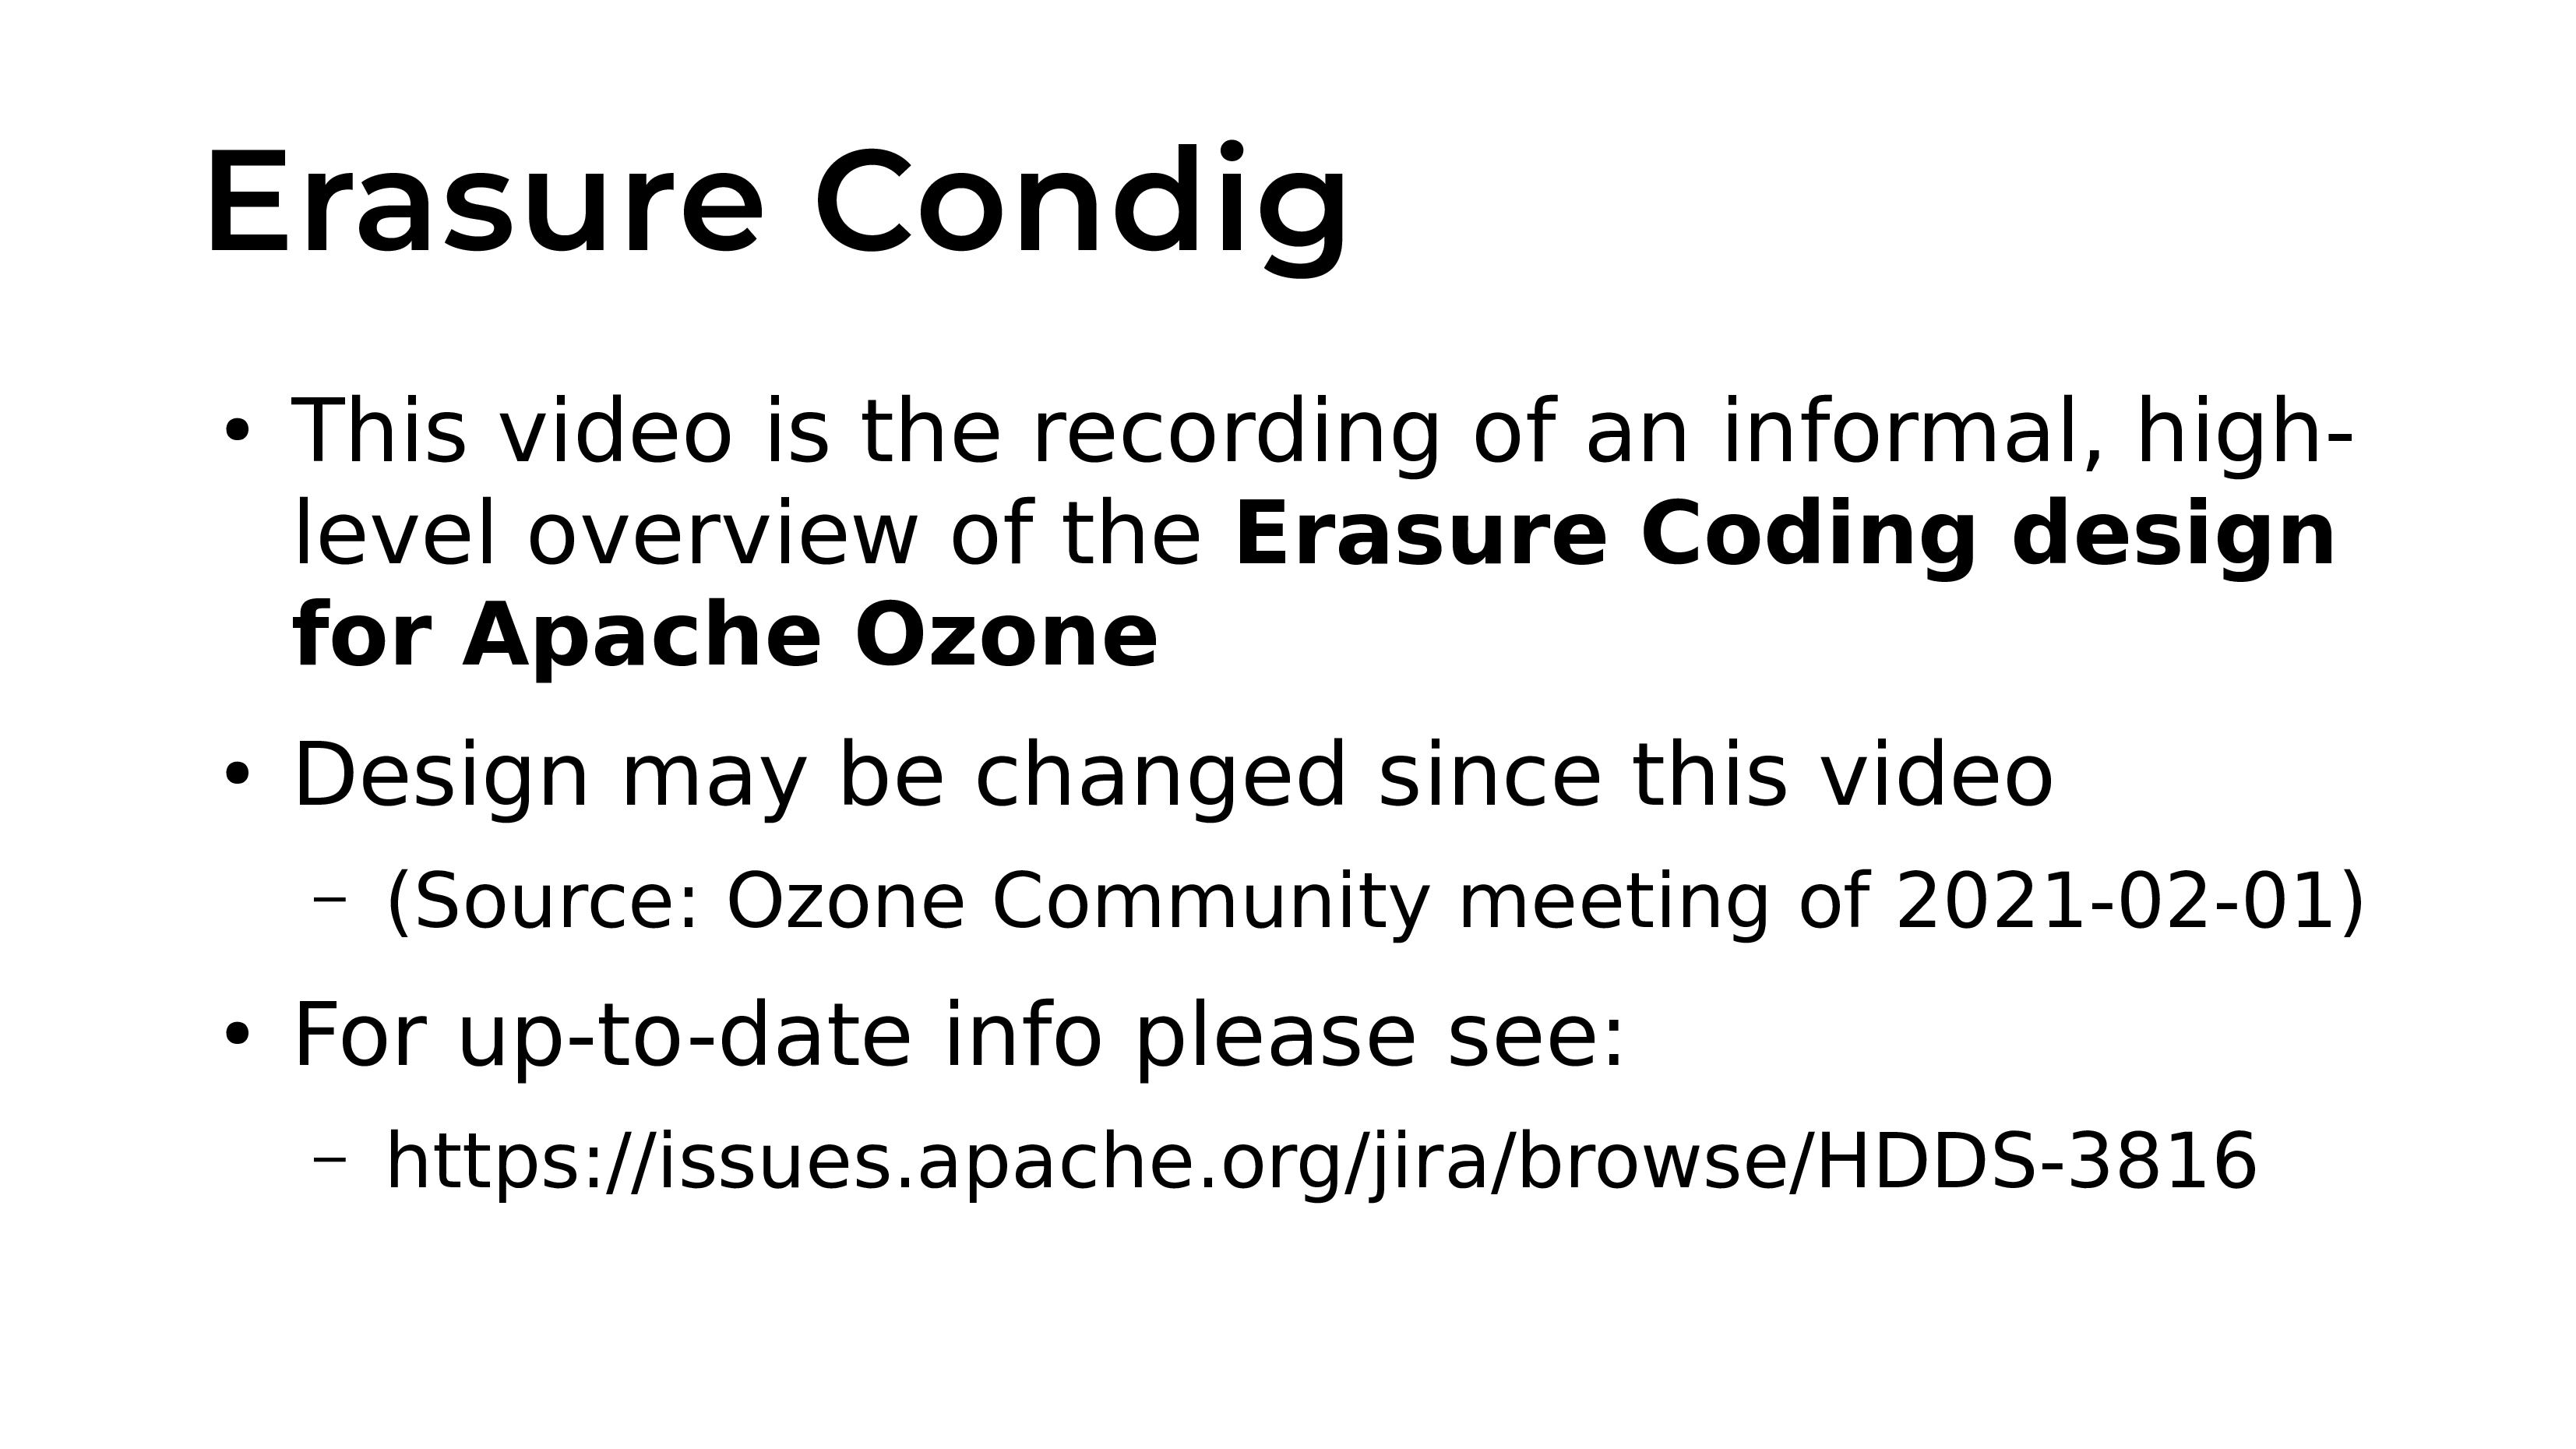 Erasure Condig
• This video is the recording of an informal, high-
level overview of the Erasure Coding design
for Apache Ozone
• Design may be changed since this video
– (Source: Ozone Community meeting of 2021-02-01)
• For up-to-date info please see:
– https://issues.apache.org/jira/browse/HDDS-3816